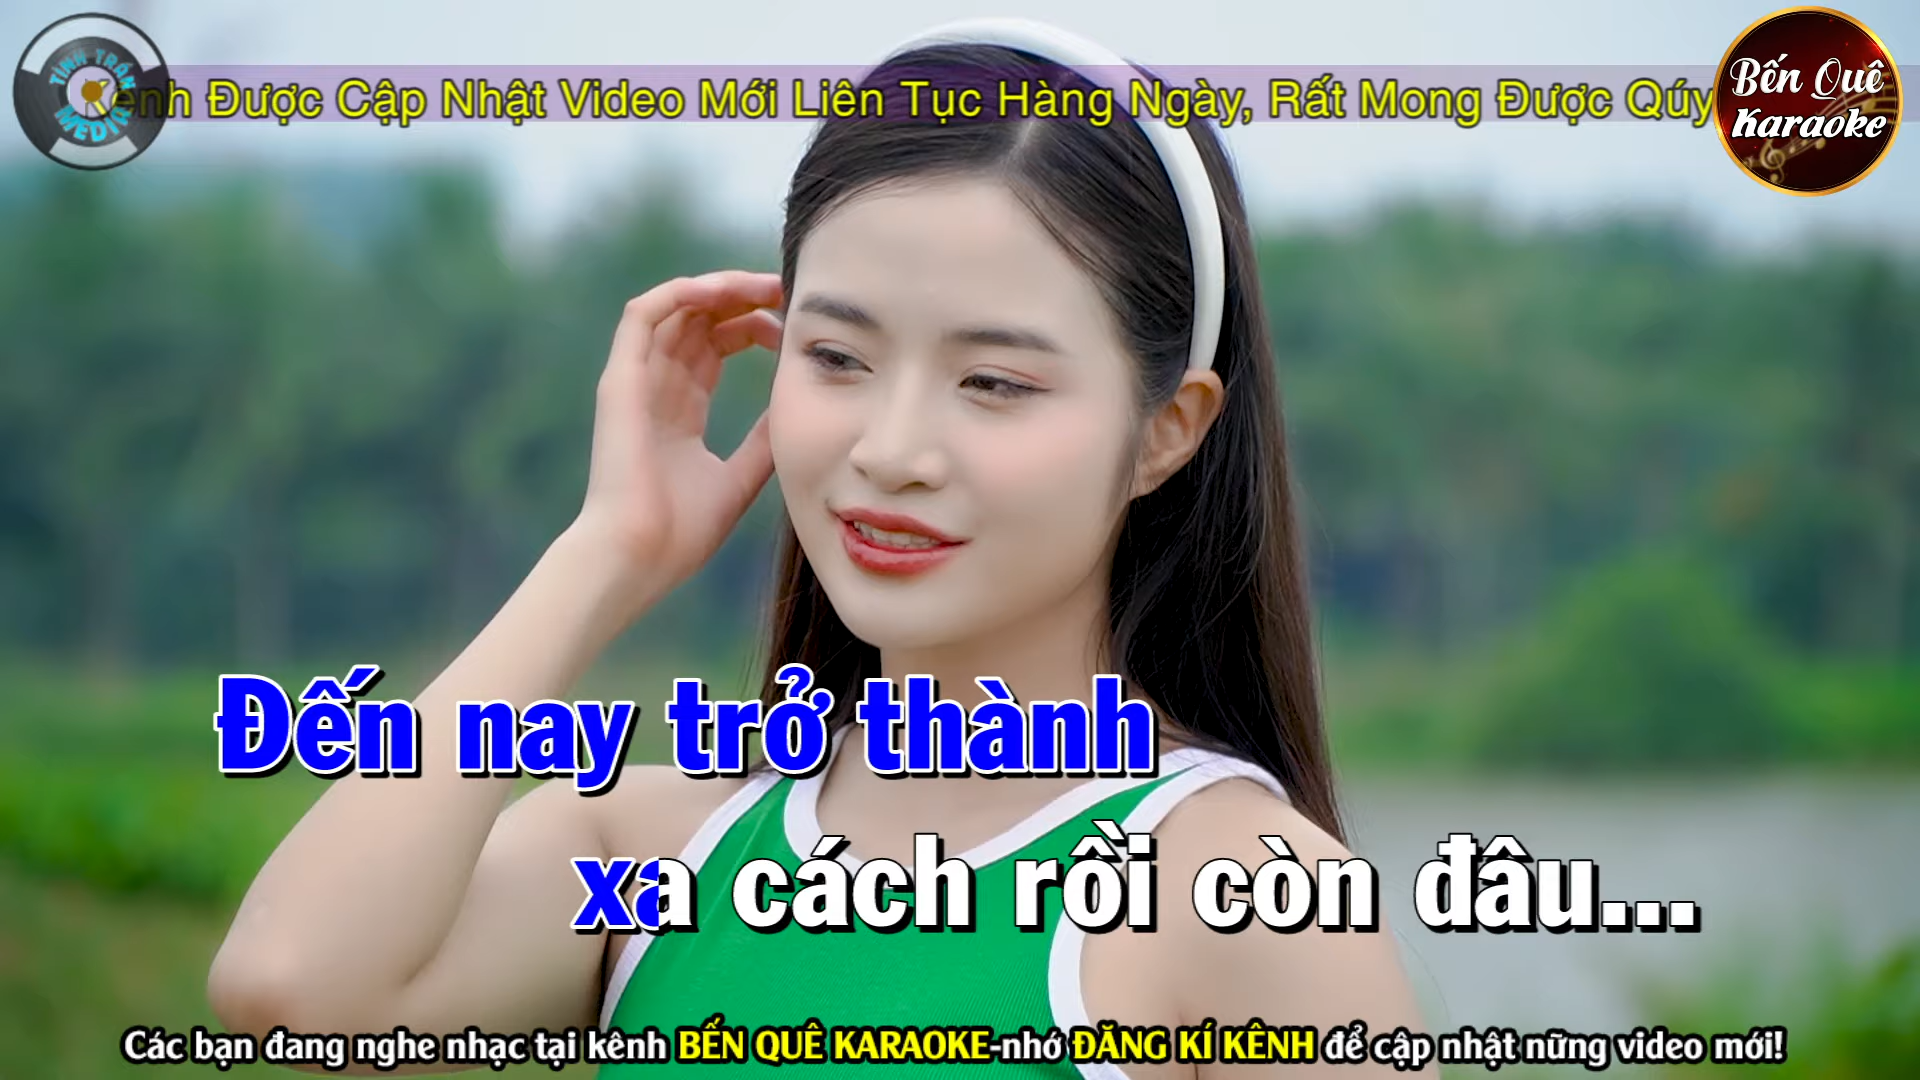 TÌNH TRẦN
MEDIA
Kênh Được Cập Nhật Video Mới Liên Tục Hàng Ngày, Rất Mong Được Qúy
Bến Quê
Karaoke
Đến nay trở thành
xa cách rồi còn đâu...
Các bạn đang nghe nhạc tại kênh BẾN QUÊ KARAOKE-nhớ ĐĂNG KÍ KÊNH để cập nhật nững video mới!